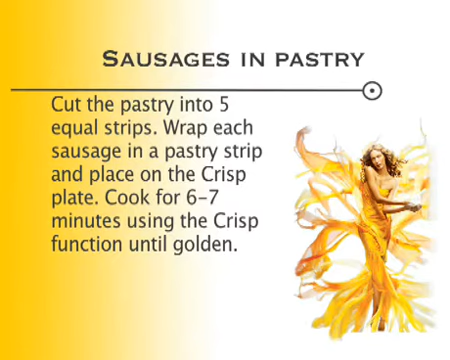 Sausages in pastry
Cut the pastry into 5
equal strips. Wrap each
sausage in a pastry strip
and place on the Crisp
plate. Cook for 6-7
minutes using the Crisp
function until golden.